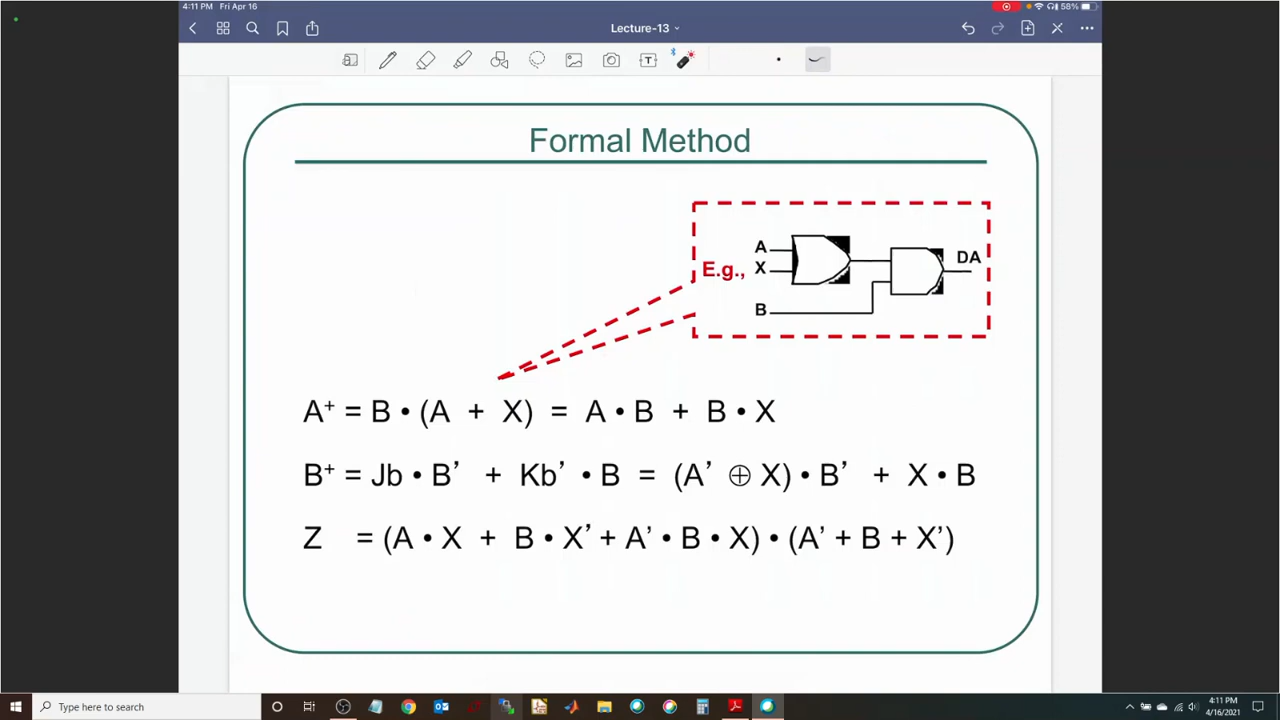 4:11 PM Fri Apr 16
58%
Lecture-13
T
Formal Method
A
X
B
DA
E.g.,
A⁺ = B • (A + X) = A • B + B • X
B⁺ = Jb • B’ + Kb’ • B = (A’ ⊕ X) • B’ + X • B
Z = (A • X + B • X’ + A’ • B • X) • (A’ + B + X’)
Type here to search
4:11 PM
4/16/2021